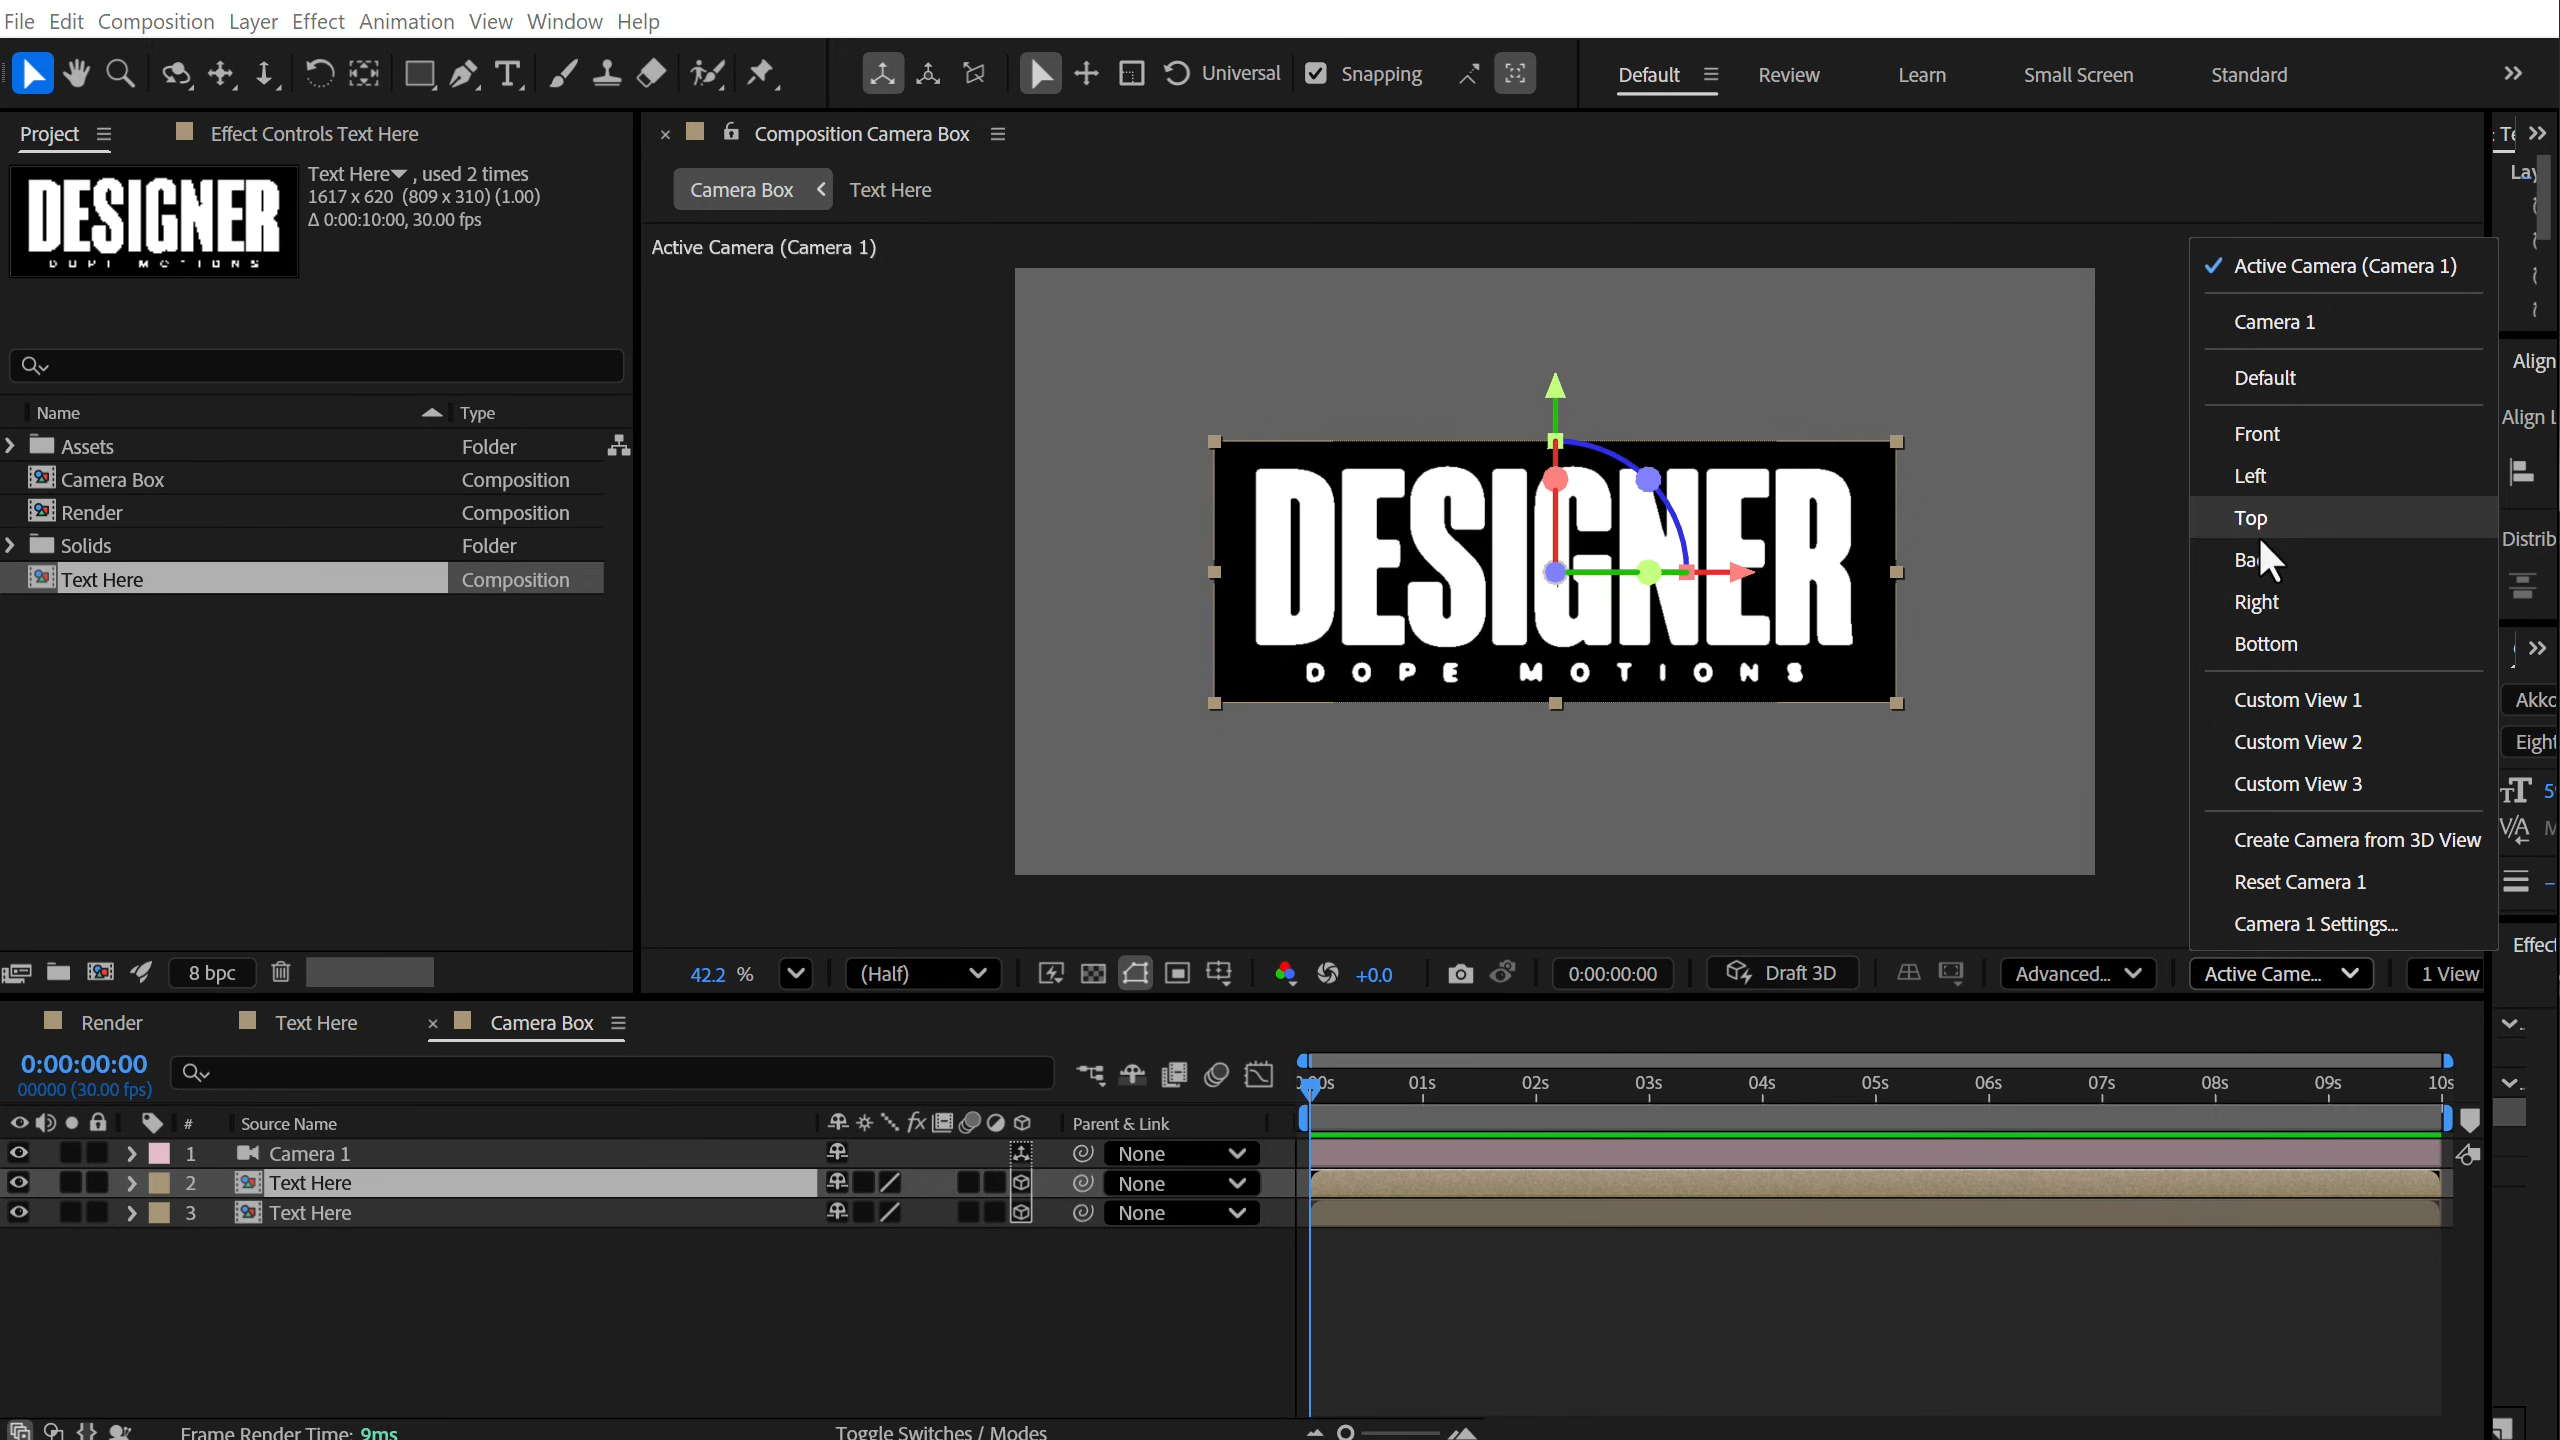 File Edit Composition Layer Effect Animation View Window Help
Universal Snapping Default Review Learn Small Screen Standard
Project Effect Controls Text Here
Composition Camera Box
Camera Box Text Here
Text Here , used 2 times
1617 x 620 (809 x 310) (1.00)
Δ 0:00:10:00, 30.00 fps
DESIGNER
Active Camera (Camera 1)
DESIGNER
DOPE MOTIONS
Name Type
Assets Folder
Camera Box Composition
Render Composition
Solids Folder
Text Here Composition
Active Camera (Camera 1)
Camera 1
Default
Front
Left
Top
Right
Bottom
Custom View 1
Custom View 2
Custom View 3
Create Camera from 3D View
Reset Camera 1
Camera 1 Settings...
Align
Align L
Distrib
Akko
Eight
Effect
8 bpc
42.2 % (Half) +0.0 0:00:00:00 Draft 3D Advanced... Active Came... 1 View
Render Text Here Camera Box
0:00:00:00
00000 (30.00 fps)
01s 02s 03s 04s 05s 06s 07s 08s 09s 10s
# Source Name Parent & Link
1 Camera 1 None
2 Text Here None
3 Text Here None
Frame Render Time: 9ms Toggle Switches / Modes